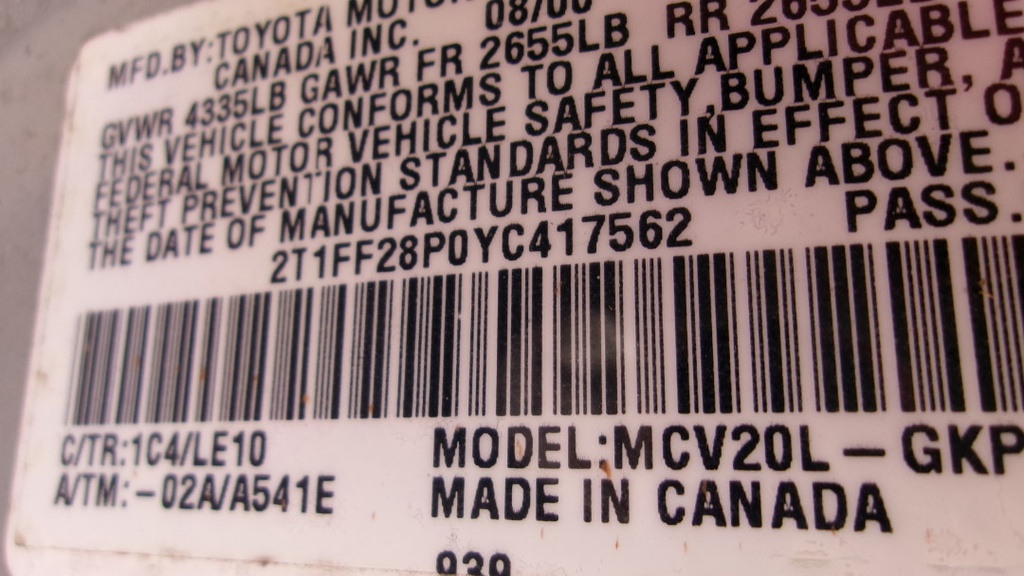 MFD.BY:TOYOTA MOTOR 08/00
CANADA INC.
GVWR 4335LB GAWR FR 2655LB RR 2655LB
THIS VEHICLE CONFORMS TO ALL APPLICABLE
FEDERAL MOTOR VEHICLE SAFETY,BUMPER,
THEFT PREVENTION STANDARDS IN EFFECT
THE DATE OF MANUFACTURE SHOWN ABOVE.
2T1FF28P0YC417562 PASS.
C/TR:1C4/LE10 MODEL:MCV20L-GKP
A/TM:-02A/A541E MADE IN CANADA
939